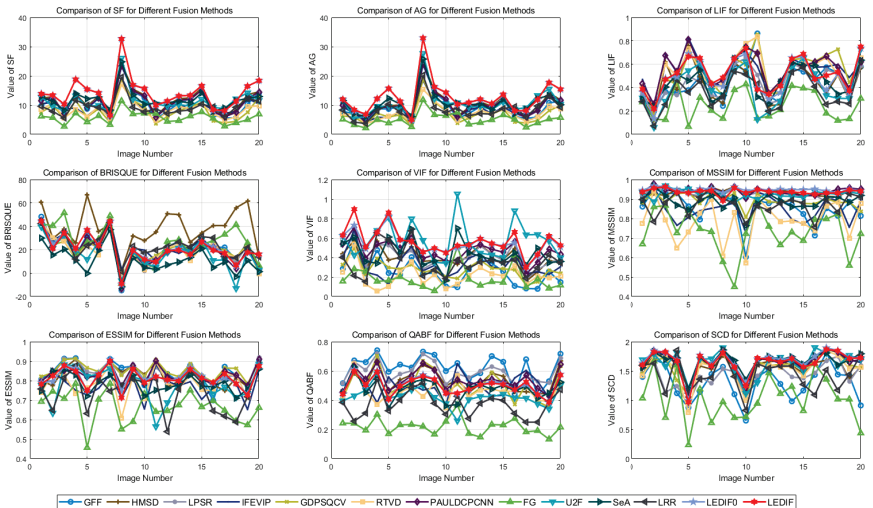 Comparison of SF for Different Fusion Methods
Comparison of AG for Different Fusion Methods
Comparison of LIF for Different Fusion Methods
Value of SF
40
30
20
10
0
0 5 10 15 20
Image Number
Value of AG
40
30
20
10
0
0 5 10 15 20
Image Number
Value of LIF
1
0.8
0.6
0.4
0.2
0
0 5 10 15 20
Image Number
Comparison of BRISQUE for Different Fusion Methods
Comparison of VIF for Different Fusion Methods
Comparison of MSSIM for Different Fusion Methods
Value of BRISQUE
80
60
40
20
0
-20
0 5 10 15 20
Image Number
Value of VIF
1.2
1
0.8
0.6
0.4
0.2
0
0 5 10 15 20
Image Number
Value of MSSIM
1
0.9
0.8
0.7
0.6
0.5
0.4
0 5 10 15 20
Image Number
Comparison of ESSIM for Different Fusion Methods
Comparison of QABF for Different Fusion Methods
Comparison of SCD for Different Fusion Methods
Value of ESSIM
1
0.9
0.8
0.7
0.6
0.5
0.4
0 5 10 15 20
Image Number
Value of QABF
0.8
0.6
0.4
0.2
0
0 5 10 15 20
Image Number
Value of SCD
2
1.5
1
0.5
0
0 5 10 15 20
Image Number
GFF HMSD LPSR IFEVIP GDPSQCV RTVD PAULDCPCNN FG U2F SeA LRR LEDIF0 LEDIF